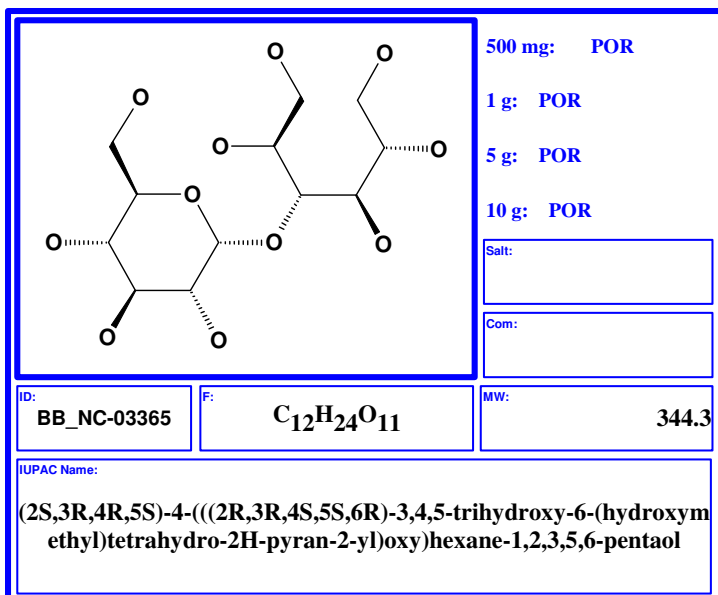 500 mg: POR
1 g: POR
5 g: POR
10 g: POR
O O
O
O O
O
O O O O
O O
Salt:
Com:
ID:
BB_NC-03365
F:
C12H24O11
MW:
344.3
IUPAC Name:
(2S,3R,4R,5S)-4-(((2R,3R,4S,5S,6R)-3,4,5-trihydroxy-6-(hydroxym
ethyl)tetrahydro-2H-pyran-2-yl)oxy)hexane-1,2,3,5,6-pentaol